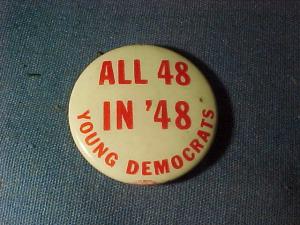 ALL 48
IN '48
YOUNG DEMOCRATS